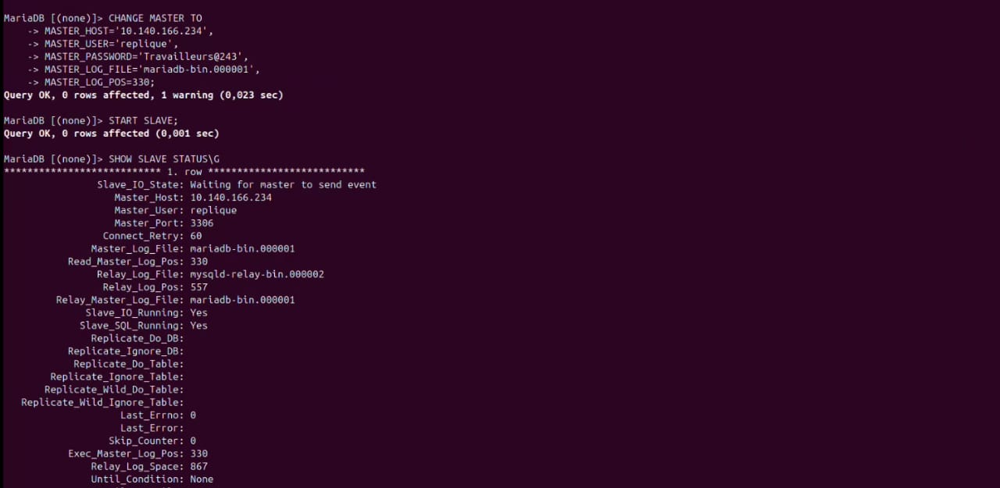 MariaDB [(none)]> CHANGE MASTER TO
    -> MASTER_HOST='10.140.166.234',
    -> MASTER_USER='replique',
    -> MASTER_PASSWORD='Travailleurs@243',
    -> MASTER_LOG_FILE='mariadb-bin.000001',
    -> MASTER_LOG_POS=330;
Query OK, 0 rows affected, 1 warning (0,023 sec)
MariaDB [(none)]> START SLAVE;
Query OK, 0 rows affected (0,001 sec)
MariaDB [(none)]> SHOW SLAVE STATUS\G
*************************** 1. row ***************************
                Slave_IO_State: Waiting for master to send event
                   Master_Host: 10.140.166.234
                   Master_User: replique
                   Master_Port: 3306
                 Connect_Retry: 60
               Master_Log_File: mariadb-bin.000001
           Read_Master_Log_Pos: 330
                Relay_Log_File: mysqld-relay-bin.000002
                 Relay_Log_Pos: 557
         Relay_Master_Log_File: mariadb-bin.000001
              Slave_IO_Running: Yes
             Slave_SQL_Running: Yes
               Replicate_Do_DB:
           Replicate_Ignore_DB:
            Replicate_Do_Table:
        Replicate_Ignore_Table:
       Replicate_Wild_Do_Table:
   Replicate_Wild_Ignore_Table:
                    Last_Errno: 0
                    Last_Error:
                  Skip_Counter: 0
           Exec_Master_Log_Pos: 330
               Relay_Log_Space: 867
               Until_Condition: None